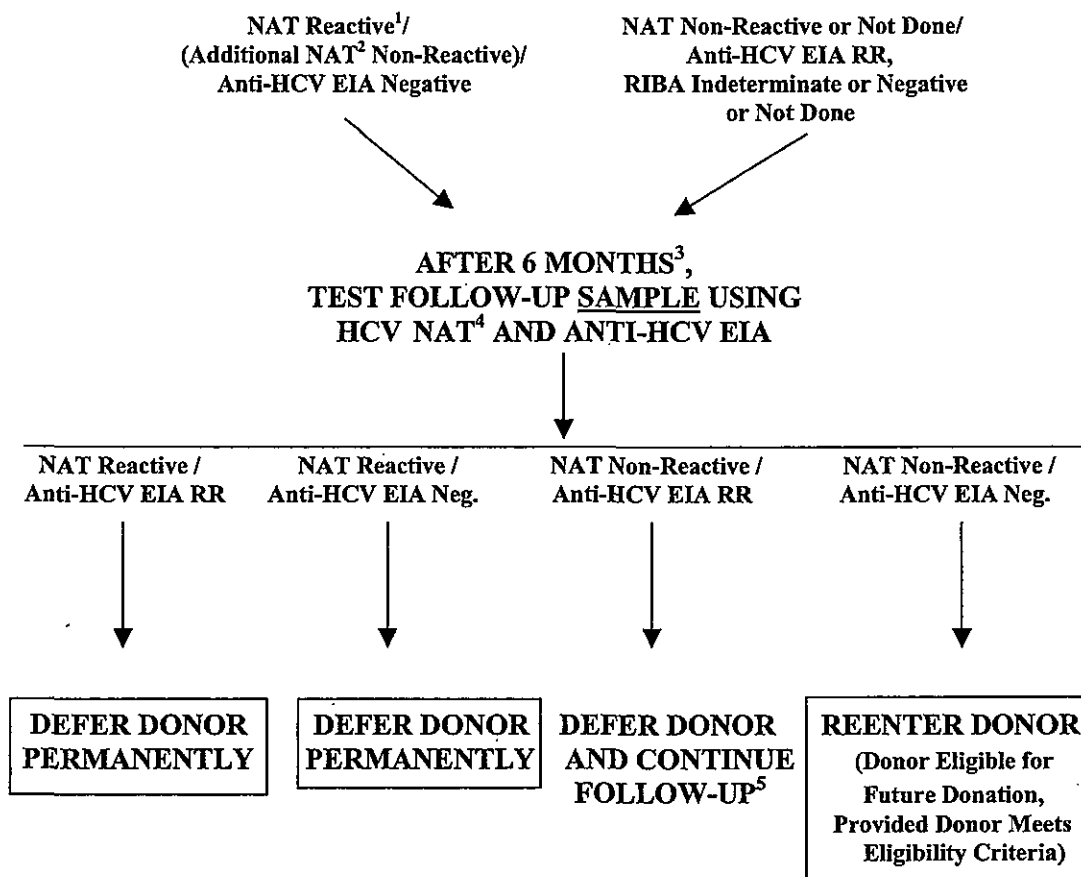 NAT Reactive¹/
(Additional NAT² Non-Reactive)/
Anti-HCV EIA Negative
NAT Non-Reactive or Not Done/
Anti-HCV EIA RR,
RIBA Indeterminate or Negative
or Not Done
AFTER 6 MONTHS³,
TEST FOLLOW-UP SAMPLE USING
HCV NAT⁴ AND ANTI-HCV EIA
NAT Reactive /
Anti-HCV EIA RR
NAT Reactive /
Anti-HCV EIA Neg.
NAT Non-Reactive /
Anti-HCV EIA RR
NAT Non-Reactive /
Anti-HCV EIA Neg.
DEFER DONOR
PERMANENTLY
DEFER DONOR
PERMANENTLY
DEFER DONOR
AND CONTINUE
FOLLOW-UP⁵
REENTER DONOR
(Donor Eligible for
Future Donation,
Provided Donor Meets
Eligibility Criteria)